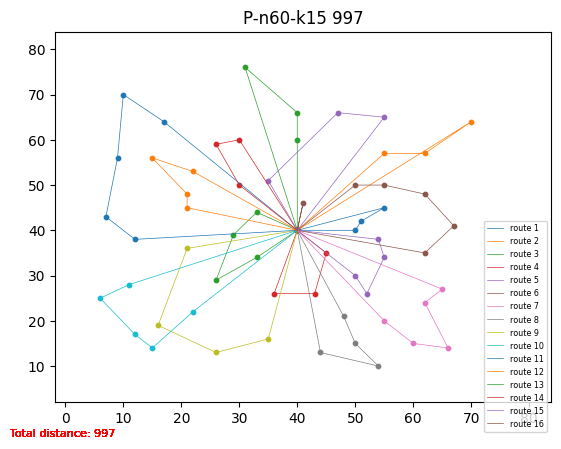 P-n60-k15 997
80
70
60
50
40
30
20
10
0
10
20
30
40
50
60
70
route 1
route 2
route 3
route 4
route 5
route 6
route 7
route 8
route 9
route 10
route 11
route 12
route 13
route 14
route 15
route 16
Total distance: 997